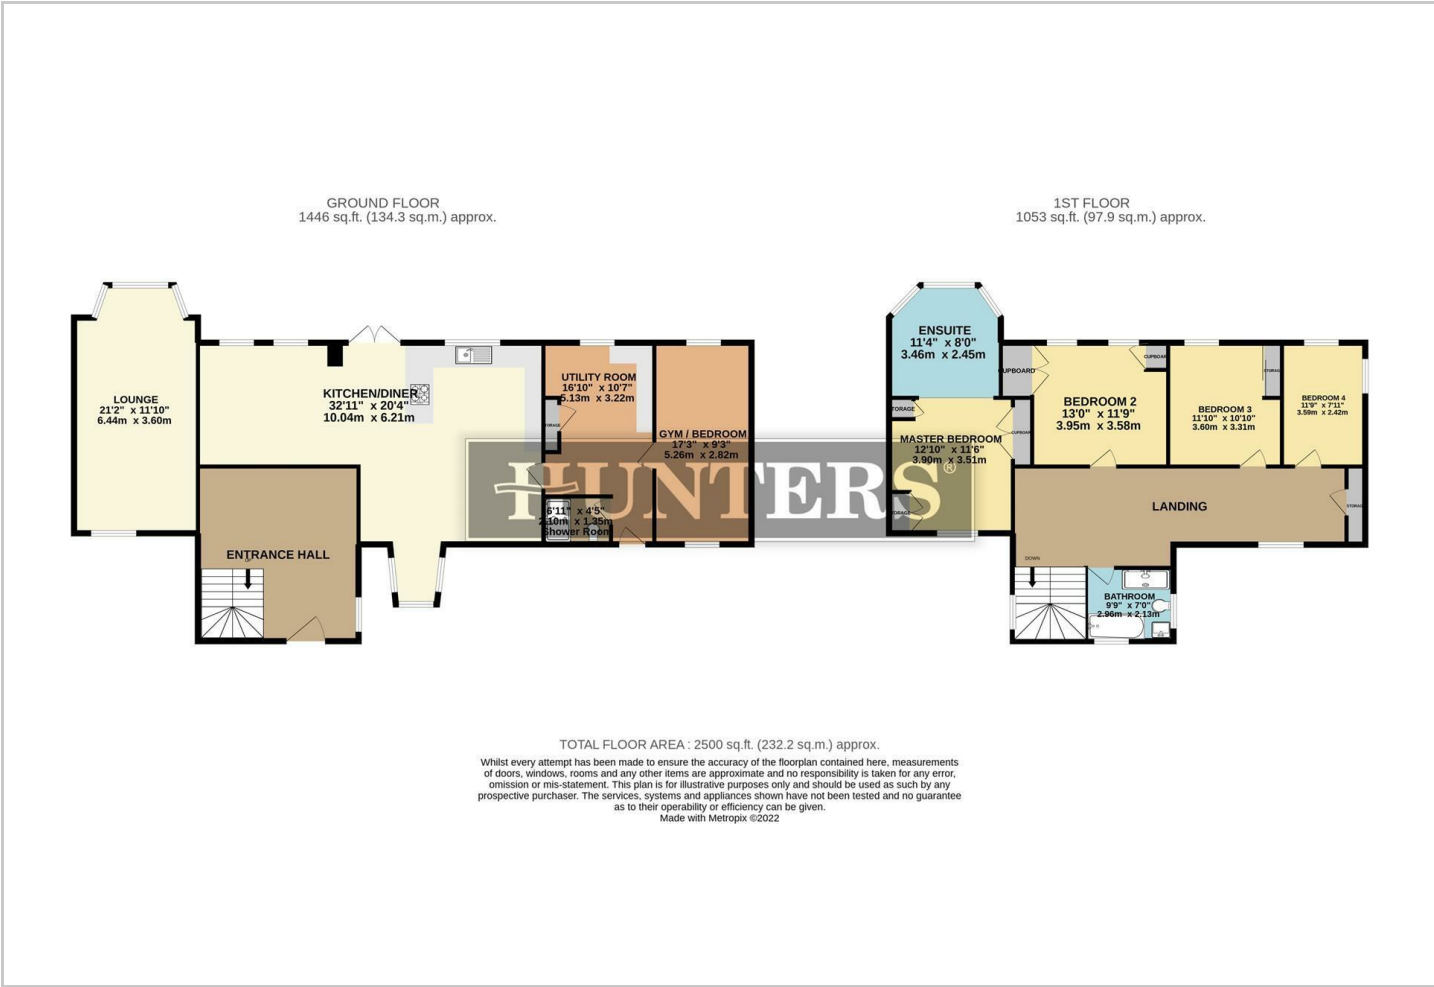 GROUND FLOOR
1446 sq.ft. (134.3 sq.m.) approx.
1ST FLOOR
1053 sq.ft. (97.9 sq.m.) approx.
LOUNGE
21'2" x 11'10"
6.44m x 3.60m
KITCHEN/DINER
32'11" x 20'4"
10.04m x 6.21m
UTILITY ROOM
16'10" x 10'7"
5.13m x 3.22m
GYM / BEDROOM
17'3" x 9'3"
5.26m x 2.82m
6'11" x 4'5"
2.10m x 1.35m
Shower Room
ENTRANCE HALL
ENSUITE
11'4" x 8'0"
3.46m x 2.45m
CUPBOARD
CUPBOARD
BEDROOM 2
13'0" x 11'9"
3.95m x 3.58m
STORAGE
BEDROOM 3
11'10" x 10'10"
3.60m x 3.31m
BEDROOM 4
11'9" x 7'11"
3.59m x 2.42m
STORAGE
CUPBOARD
MASTER BEDROOM
12'10" x 11'6"
3.90m x 3.51m
STORAGE
LANDING
STORAGE
DOWN
BATHROOM
9'9" x 7'0"
2.96m x 2.13m
HUNTERS®
TOTAL FLOOR AREA : 2500 sq.ft. (232.2 sq.m.) approx.
Whilst every attempt has been made to ensure the accuracy of the floorplan contained here, measurements
of doors, windows, rooms and any other items are approximate and no responsibility is taken for any error,
omission or mis-statement. This plan is for illustrative purposes only and should be used as such by any
prospective purchaser. The services, systems and appliances shown have not been tested and no guarantee
as to their operability or efficiency can be given.
Made with Metropix ©2022